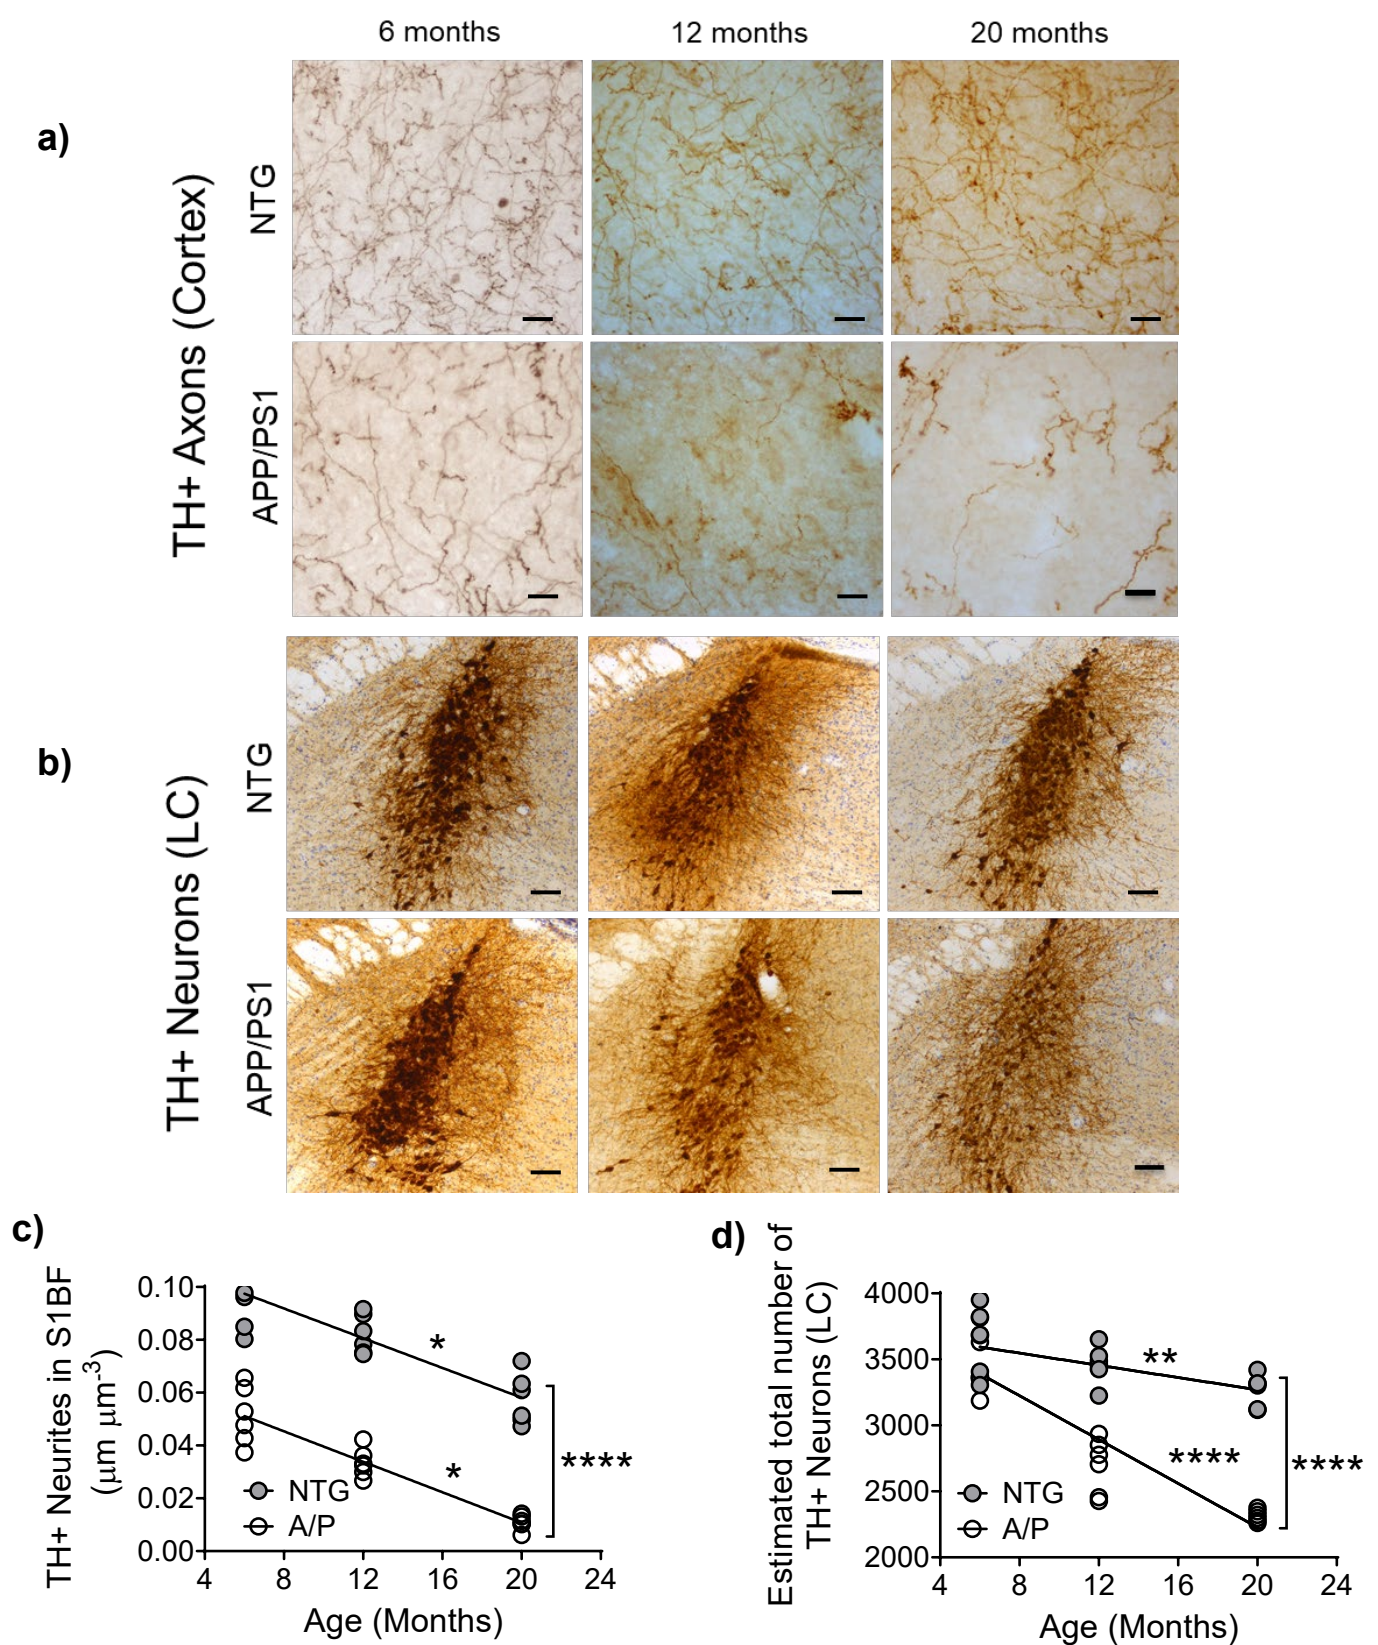 6 months 12 months 20 months
a)
TH+ Axons (Cortex)
NTG
APP/PS1
b)
TH+ Neurons (LC)
NTG
APP/PS1
c)
TH+ Neurites in S1BF
(μm μm-3)
0.10
0.08
0.06
0.04
0.02
0.00
*
*
****
NTG
A/P
4 8 12 16 20 24
Age (Months)
d)
Estimated total number of
TH+ Neurons (LC)
4000
3500
3000
2500
2000
**
****
****
NTG
A/P
4 8 12 16 20 24
Age (Months)